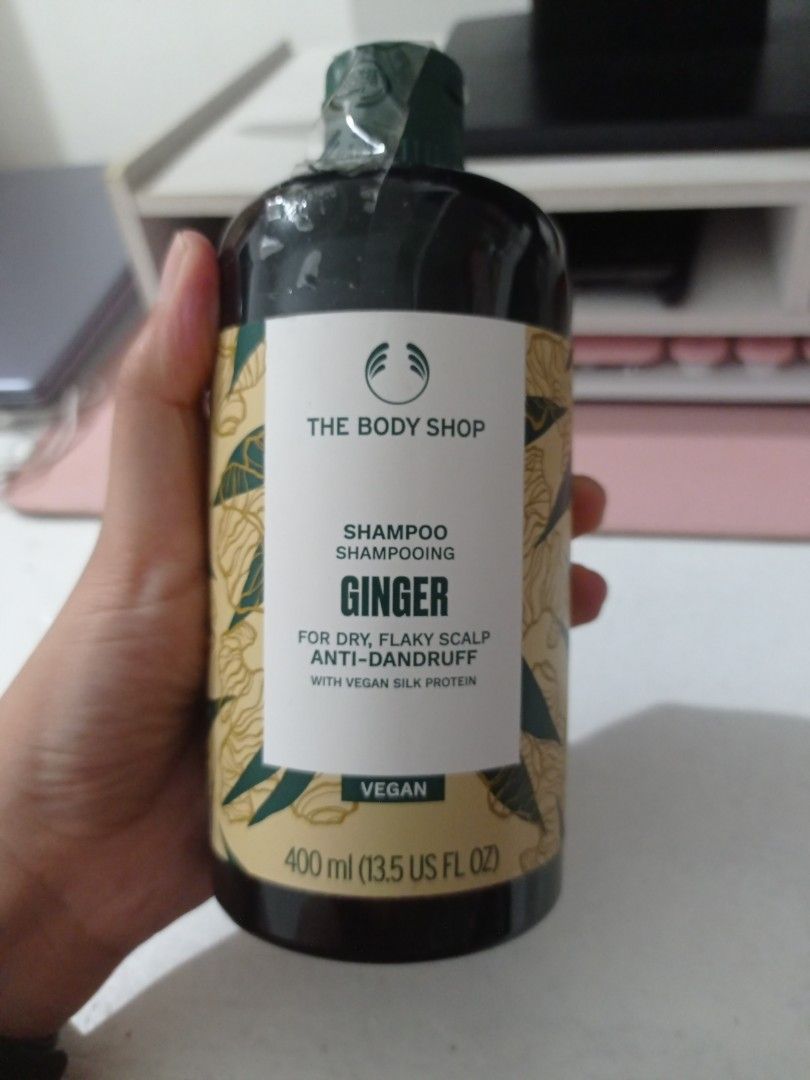 THE BODY SHOP
SHAMPOO
SHAMPOOING
GINGER
FOR DRY, FLAKY SCALP
ANTI-DANDRUFF
WITH VEGAN SILK PROTEIN
VEGAN
400 ml (13.5 US FL OZ)